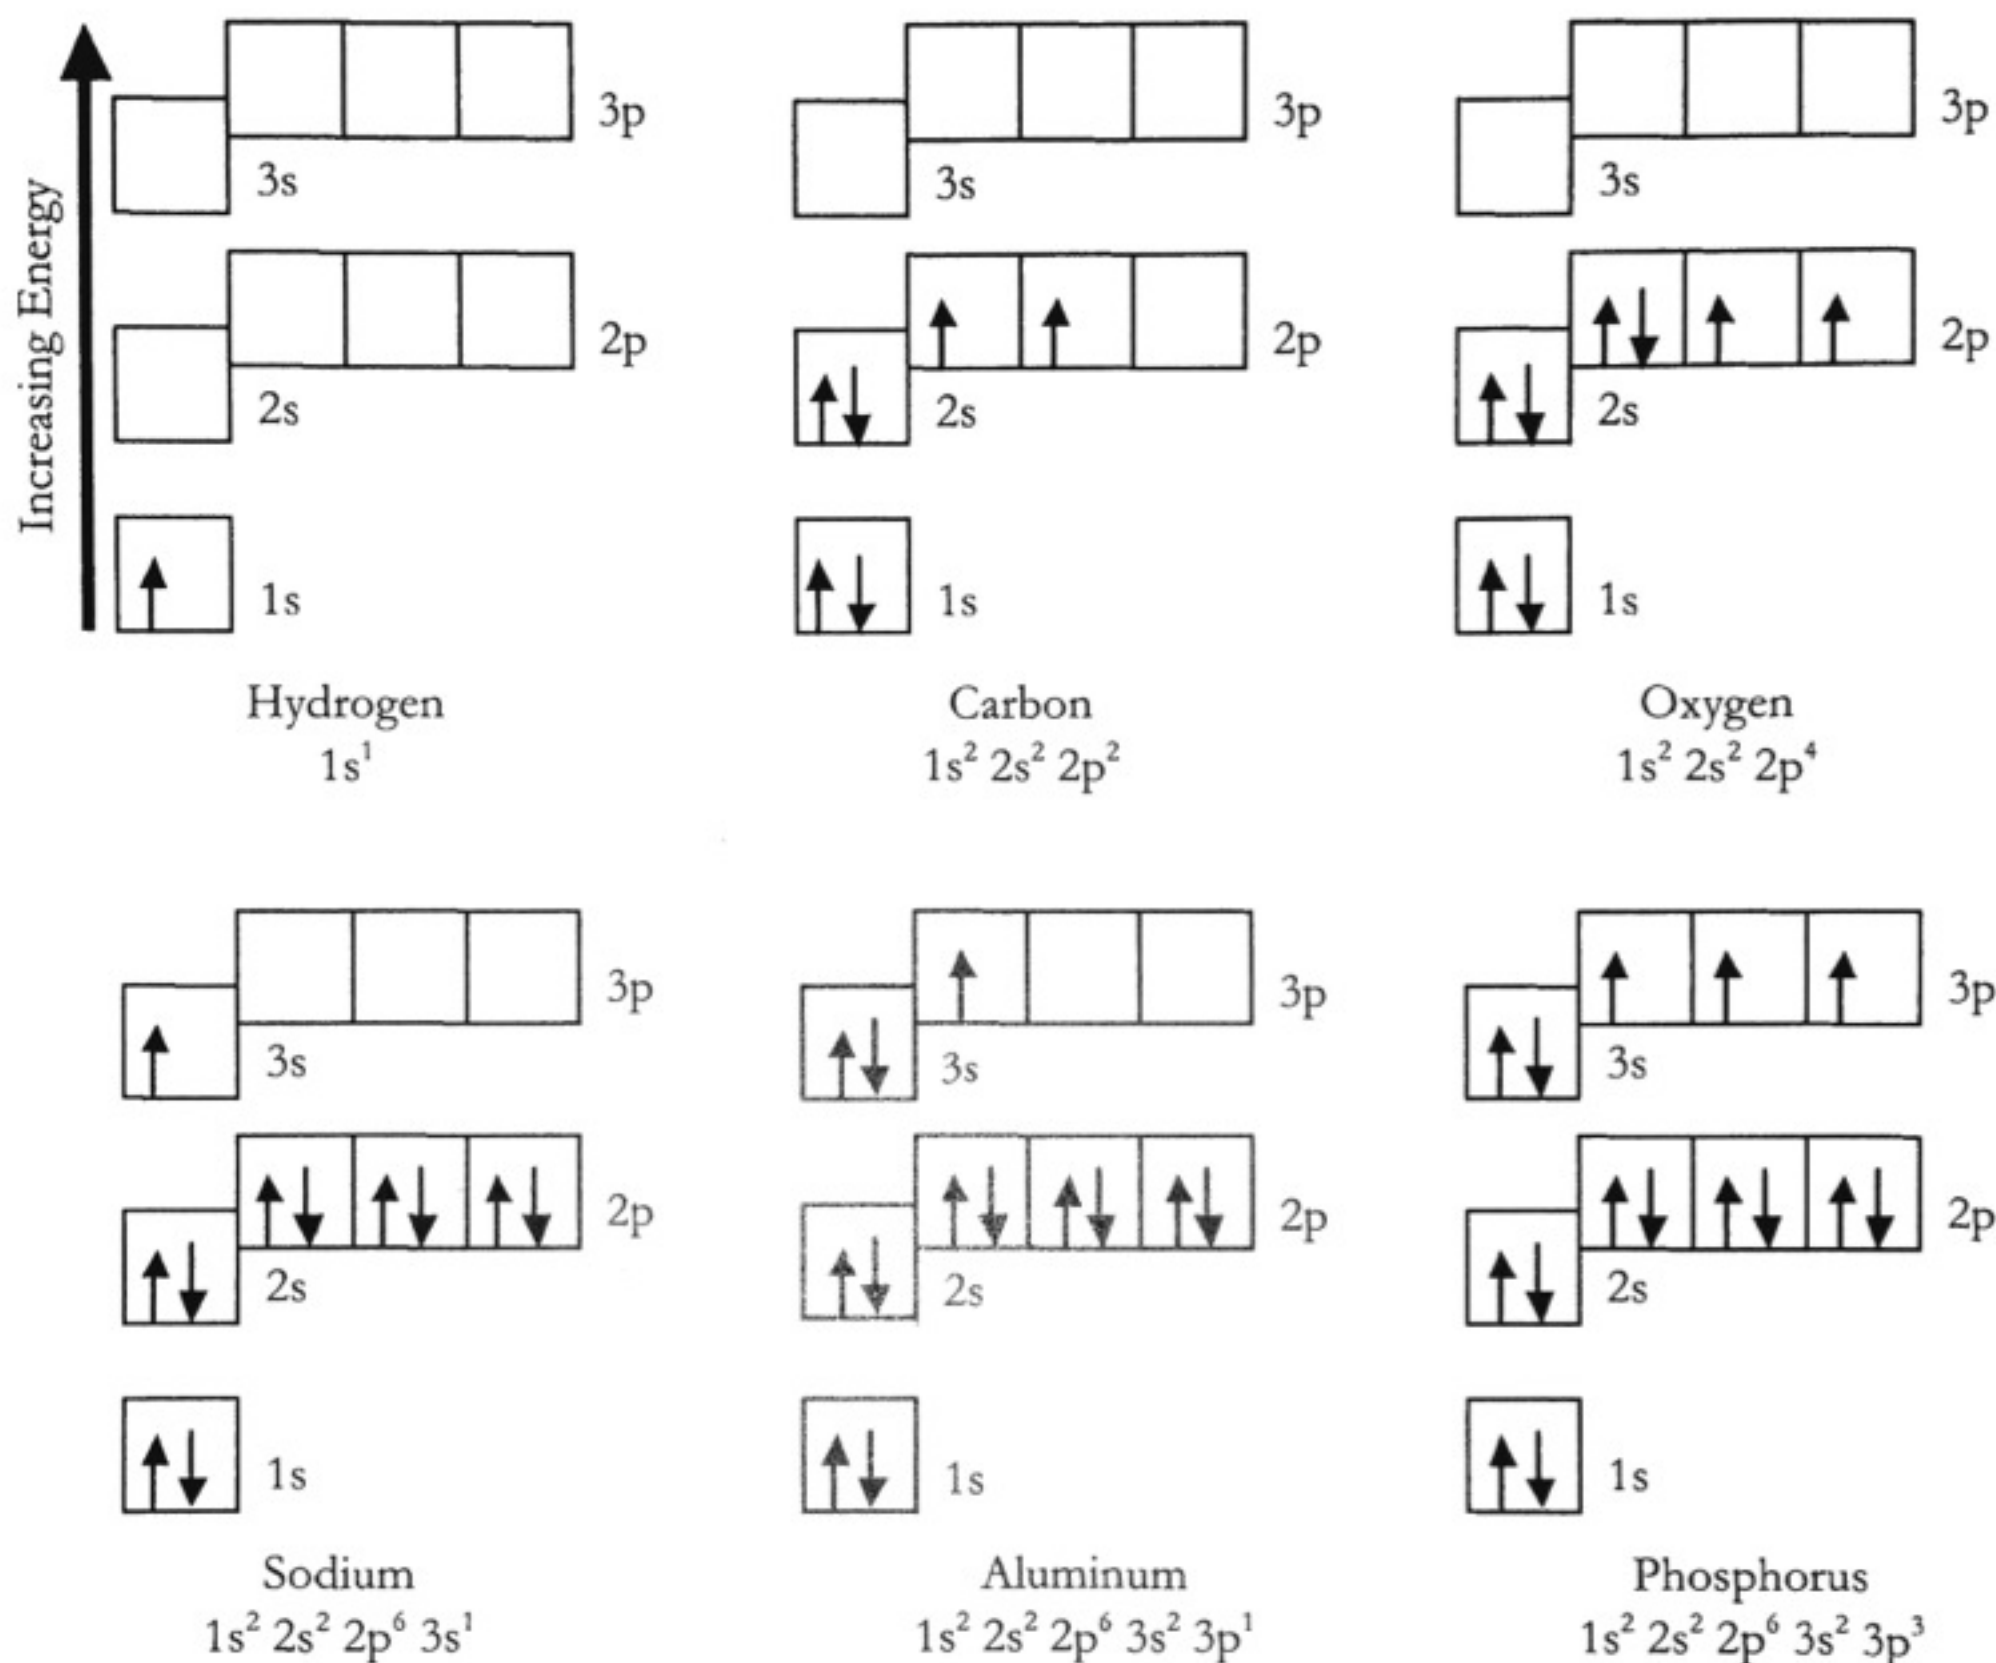 Increasing Energy
3p
3s
2p
2s
1s
Hydrogen
1s¹
3p
3s
2p
2s
1s
Carbon
1s² 2s² 2p²
3p
3s
2p
2s
1s
Oxygen
1s² 2s² 2p⁴
3p
3s
2p
2s
1s
Sodium
1s² 2s² 2p⁶ 3s¹
3p
3s
2p
2s
1s
Aluminum
1s² 2s² 2p⁶ 3s² 3p¹
3p
3s
2p
2s
1s
Phosphorus
1s² 2s² 2p⁶ 3s² 3p³